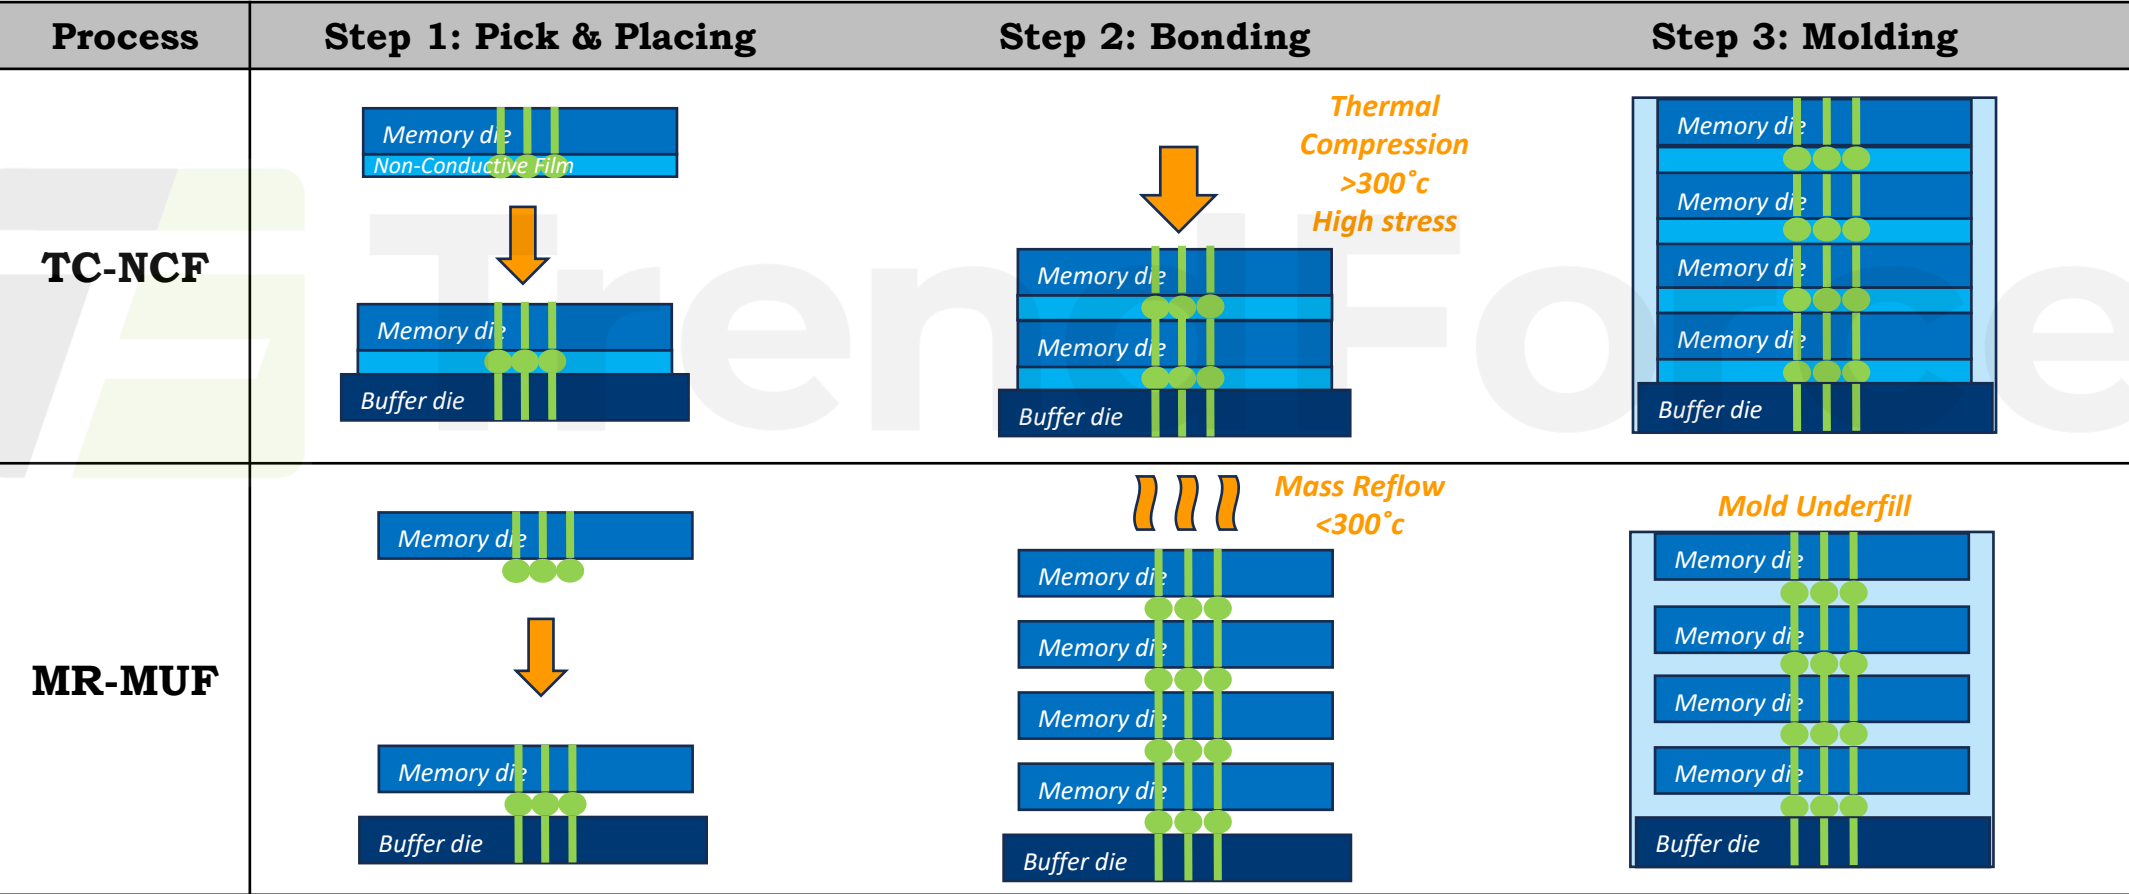 Process
Step 1: Pick & Placing
Step 2: Bonding
Step 3: Molding
TC-NCF
Memory die
Non-Conductive Film
Memory die
Buffer die
Thermal
Compression
>300˚c
High stress
Memory die
Memory die
Buffer die
Memory die
Memory die
Memory die
Memory die
Buffer die
MR-MUF
Memory die
Memory die
Buffer die
Mass Reflow
<300˚c
Memory die
Memory die
Memory die
Memory die
Buffer die
Mold Underfill
Memory die
Memory die
Memory die
Memory die
Buffer die
TrendForce